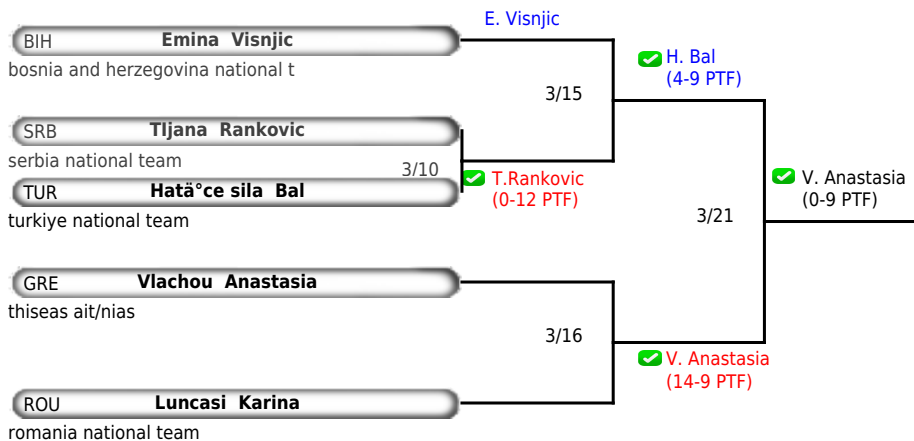 E. Visnjic
BIH Emina Visnjic
bosnia and herzegovina national t
H. Bal
(4-9 PTF)
3/15
SRB TIjana Rankovic
serbia national team
3/10
T.Rankovic
(0-12 PTF)
V. Anastasia
(0-9 PTF)
TUR Hatä°ce sila Bal
turkiye national team
3/21
GRE Vlachou Anastasia
thiseas ait/nias
3/16
V. Anastasia
(14-9 PTF)
ROU Luncasi Karina
romania national team